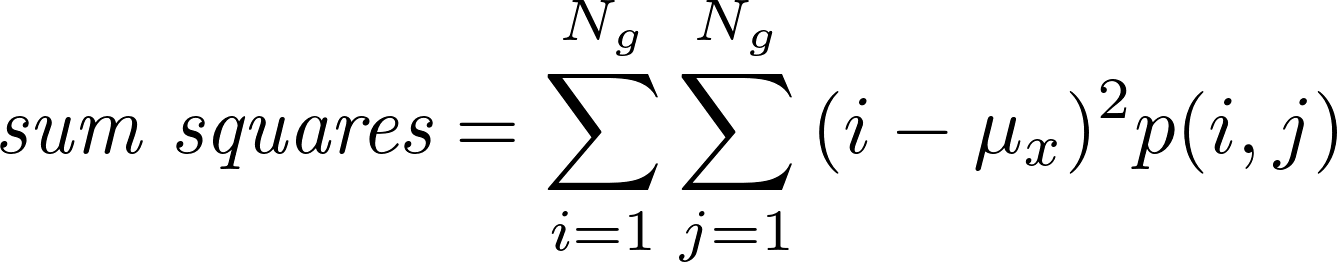 sum squares = \sum_{i=1}^{N_g} \sum_{j=1}^{N_g} (i - \mu_x)^2 p(i, j)